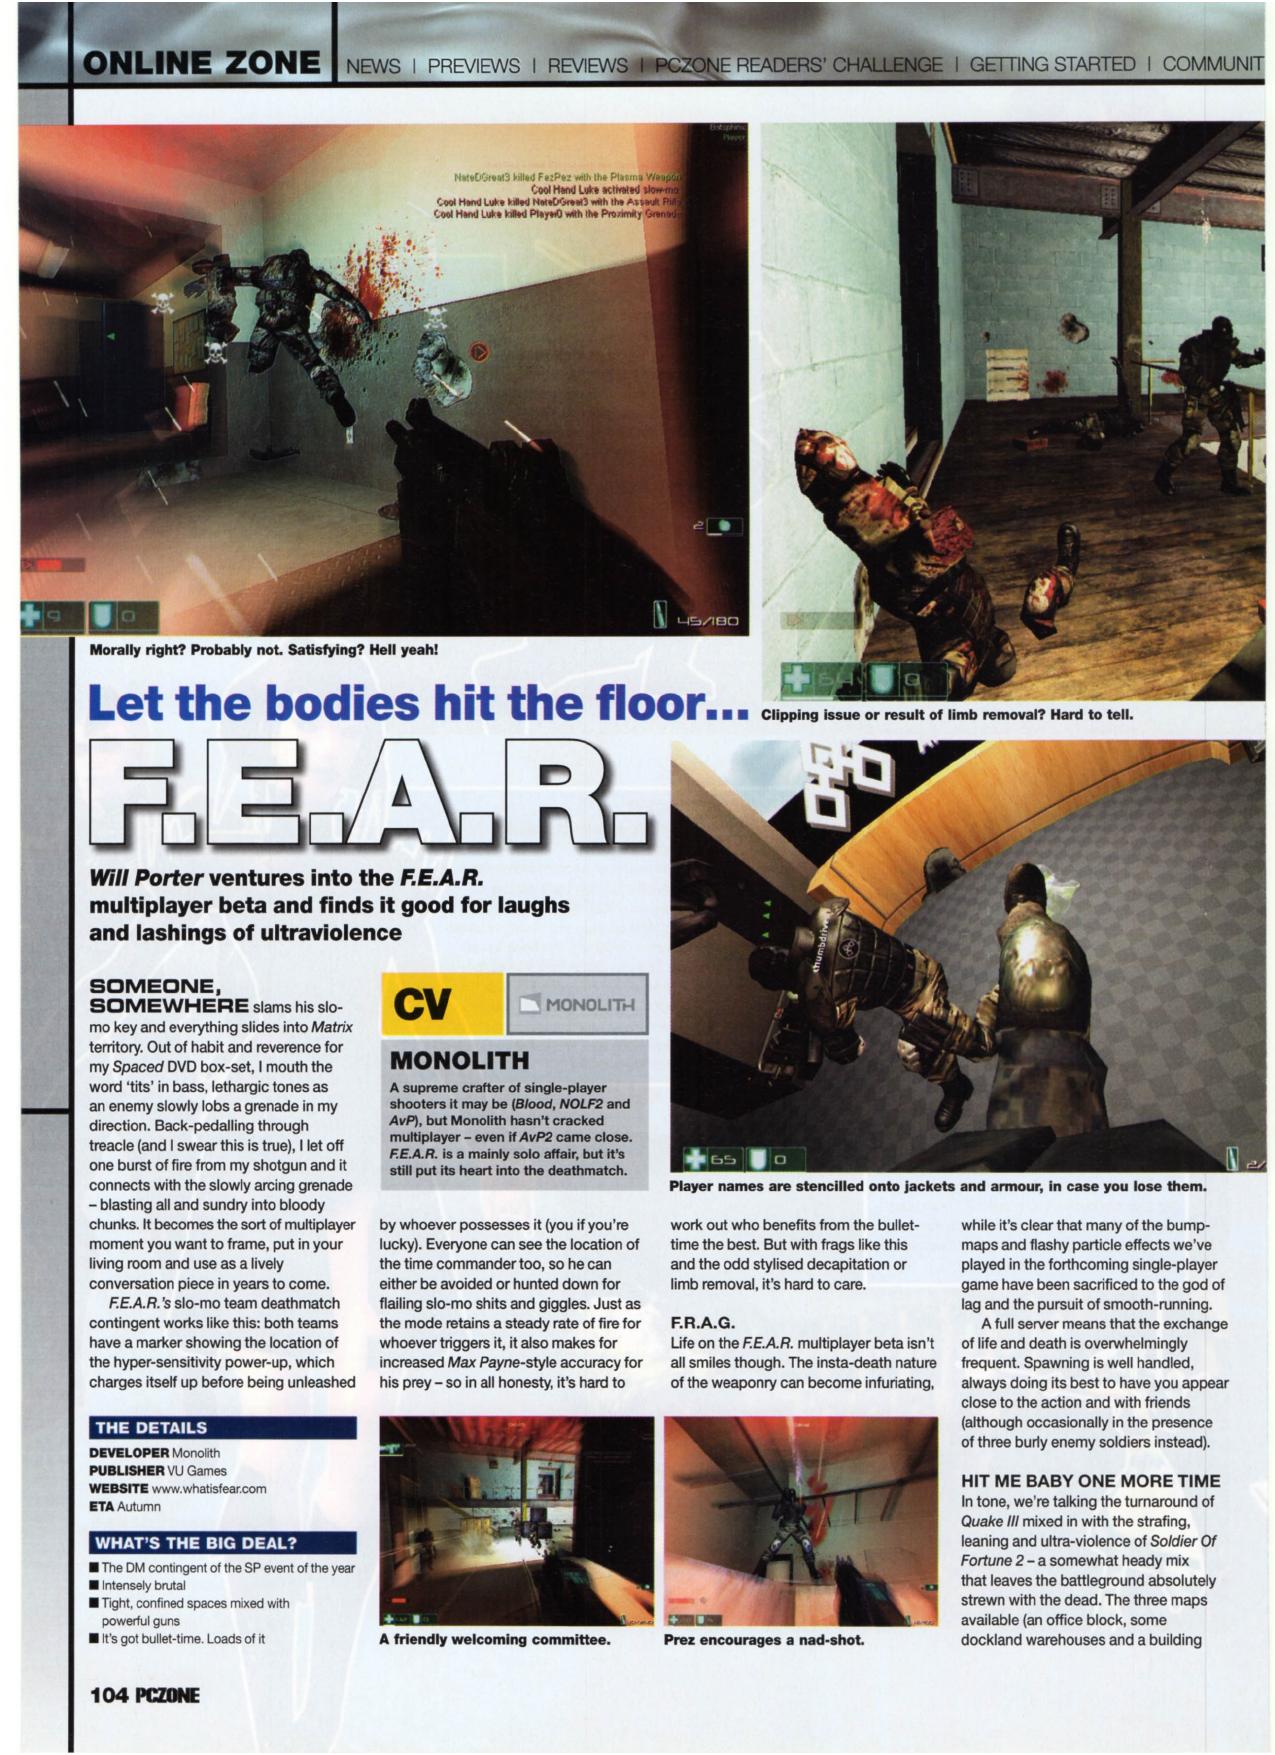 ONLINE ZONE
NEWS | PREVIEWS | REVIEWS | PCZONE READERS' CHALLENGE | GETTING STARTED | COMMUNIT
Player
NateDGreat3 killed FezPez with the Plasma Weapon
Cool Hand Luke activated slow-mo
Cool Hand Luke killed NateDGreat3 with the Assault Rifl
Cool Hand Luke killed Player0 with the Proximity Grenad
2
9 0
45/180
64 0
Morally right? Probably not. Satisfying? Hell yeah!
Clipping issue or result of limb removal? Hard to tell.
Let the bodies hit the floor...
F.E.A.R.
Will Porter ventures into the F.E.A.R.
multiplayer beta and finds it good for laughs
and lashings of ultraviolence
thumbdrive
65 0
Player names are stencilled onto jackets and armour, in case you lose them.
SOMEONE,
SOMEWHERE slams his slo-
mo key and everything slides into Matrix
territory. Out of habit and reverence for
my Spaced DVD box-set, I mouth the
word 'tits' in bass, lethargic tones as
an enemy slowly lobs a grenade in my
direction. Back-pedalling through
treacle (and I swear this is true), I let off
one burst of fire from my shotgun and it
connects with the slowly arcing grenade
– blasting all and sundry into bloody
chunks. It becomes the sort of multiplayer
moment you want to frame, put in your
living room and use as a lively
conversation piece in years to come.
F.E.A.R.'s slo-mo team deathmatch
contingent works like this: both teams
have a marker showing the location of
the hyper-sensitivity power-up, which
charges itself up before being unleashed
CV
MONOLITH
MONOLITH
A supreme crafter of single-player
shooters it may be (Blood, NOLF2 and
AvP), but Monolith hasn't cracked
multiplayer – even if AvP2 came close.
F.E.A.R. is a mainly solo affair, but it's
still put its heart into the deathmatch.
by whoever possesses it (you if you're
lucky). Everyone can see the location of
the time commander too, so he can
either be avoided or hunted down for
flailing slo-mo shits and giggles. Just as
the mode retains a steady rate of fire for
whoever triggers it, it also makes for
increased Max Payne-style accuracy for
his prey – so in all honesty, it's hard to
work out who benefits from the bullet-
time the best. But with frags like this
and the odd stylised decapitation or
limb removal, it's hard to care.
F.R.A.G.
Life on the F.E.A.R. multiplayer beta isn't
all smiles though. The insta-death nature
of the weaponry can become infuriating,
while it's clear that many of the bump-
maps and flashy particle effects we've
played in the forthcoming single-player
game have been sacrificed to the god of
lag and the pursuit of smooth-running.
A full server means that the exchange
of life and death is overwhelmingly
frequent. Spawning is well handled,
always doing its best to have you appear
close to the action and with friends
(although occasionally in the presence
of three burly enemy soldiers instead).
HIT ME BABY ONE MORE TIME
In tone, we're talking the turnaround of
Quake III mixed in with the strafing,
leaning and ultra-violence of Soldier Of
Fortune 2 – a somewhat heady mix
that leaves the battleground absolutely
strewn with the dead. The three maps
available (an office block, some
dockland warehouses and a building
THE DETAILS
DEVELOPER Monolith
PUBLISHER VU Games
WEBSITE www.whatisfear.com
ETA Autumn
WHAT'S THE BIG DEAL?
■ The DM contingent of the SP event of the year
■ Intensely brutal
■ Tight, confined spaces mixed with
powerful guns
■ It's got bullet-time. Loads of it
A friendly welcoming committee.
Prez encourages a nad-shot.
104 PCZONE